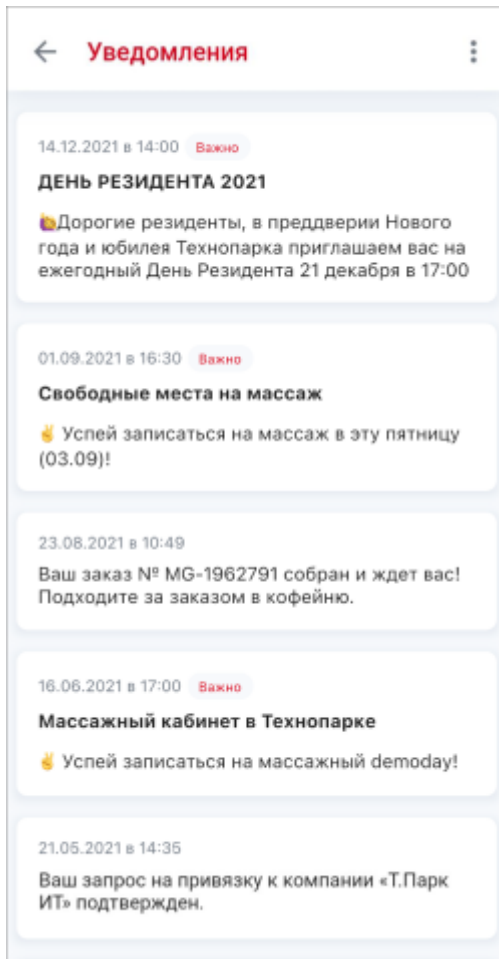 Уведомления
14.12.2021 в 14:00 Важно
ДЕНЬ РЕЗИДЕНТА 2021
🙋Дорогие резиденты, в преддверии Нового
года и юбилея Технопарка приглашаем вас на
ежегодный День Резидента 21 декабря в 17:00
01.09.2021 в 16:30 Важно
Свободные места на массаж
✌ Успей записаться на массаж в эту пятницу
(03.09)!
23.08.2021 в 10:49
Ваш заказ № MG-1962791 собран и ждет вас!
Подходите за заказом в кофейню.
16.06.2021 в 17:00 Важно
Массажный кабинет в Технопарке
✌ Успей записаться на массажный demoday!
21.05.2021 в 14:35
Ваш запрос на привязку к компании «Т.Парк
ИТ» подтвержден.